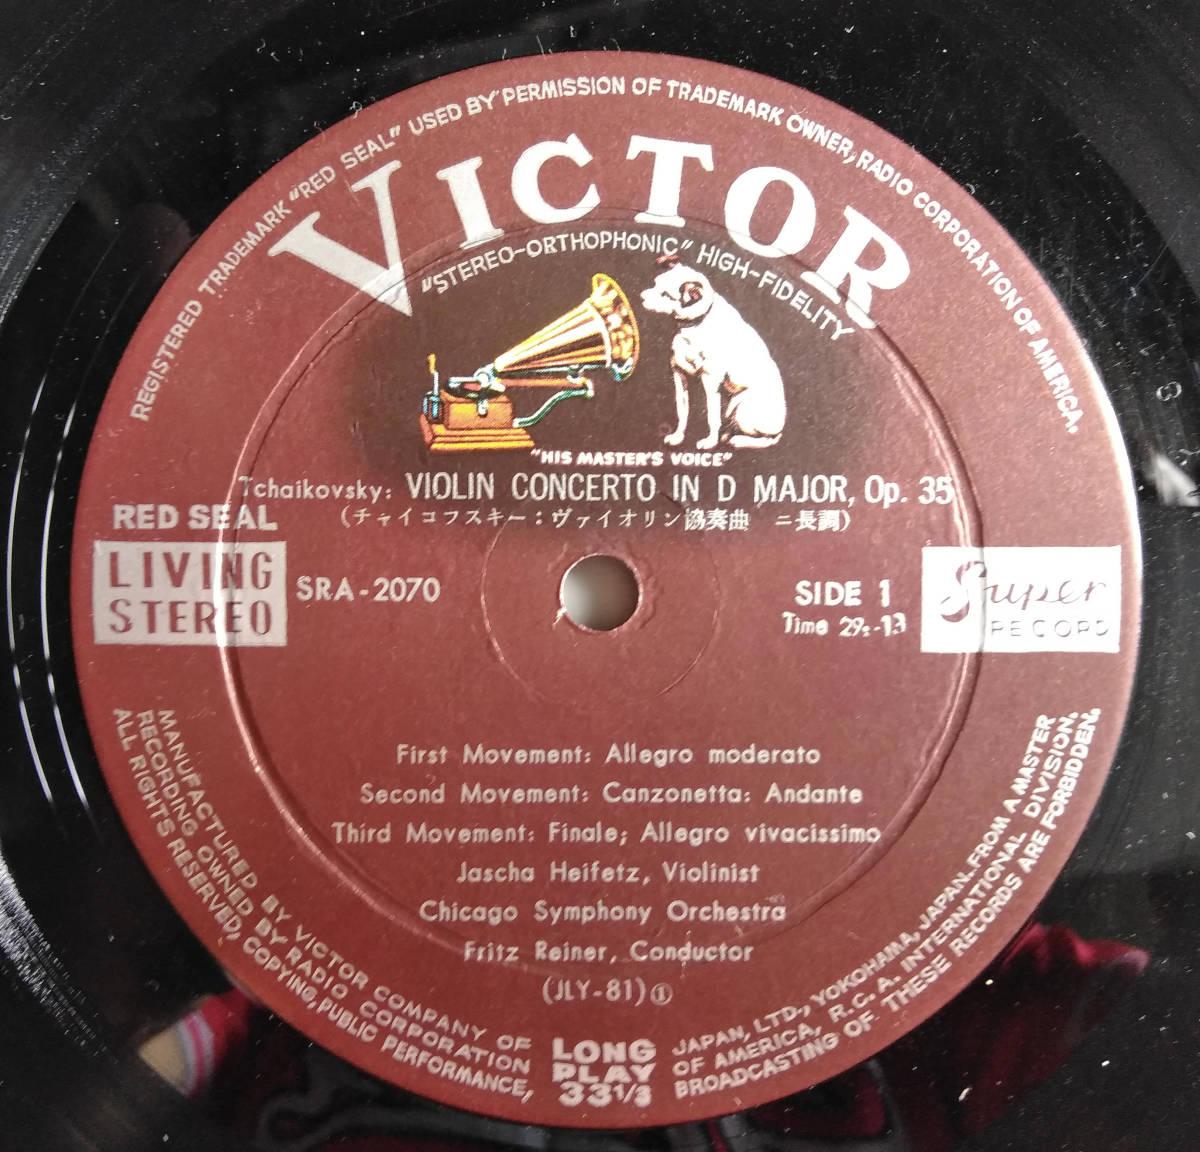 REGISTERED TRADEMARK "RED SEAL" USED BY PERMISSION OF TRADEMARK OWNER, RADIO CORPORATION OF AMERICA.
VICTOR
"STEREO-ORTHOPHONIC" HIGH-FIDELITY
"HIS MASTER'S VOICE"
Tchaikovsky: VIOLIN CONCERTO IN D MAJOR, Op. 35
(チャイコフスキー：ヴァイオリン協奏曲 ニ長調)
RED SEAL
LIVING
STEREO
SRA-2070
SIDE 1
Time 29:-13
Super
RECORD
First Movement: Allegro moderato
Second Movement: Canzonetta: Andante
Third Movement: Finale; Allegro vivacissimo
Jascha Heifetz, Violinist
Chicago Symphony Orchestra
Fritz Reiner, Conductor
(JLY-81)①
MANUFACTURED BY VICTOR COMPANY OF JAPAN, LTD., YOKOHAMA, JAPAN..FROM A MASTER
RECORDING OWNED BY RADIO CORPORATION OF AMERICA, R.C.A. INTERNATIONAL DIVISION.
ALL RIGHTS RESERVED, COPYING, PUBLIC PERFORMANCE, BROADCASTING OF THESE RECORDS ARE FORBIDDEN.
LONG
PLAY
33 1/3